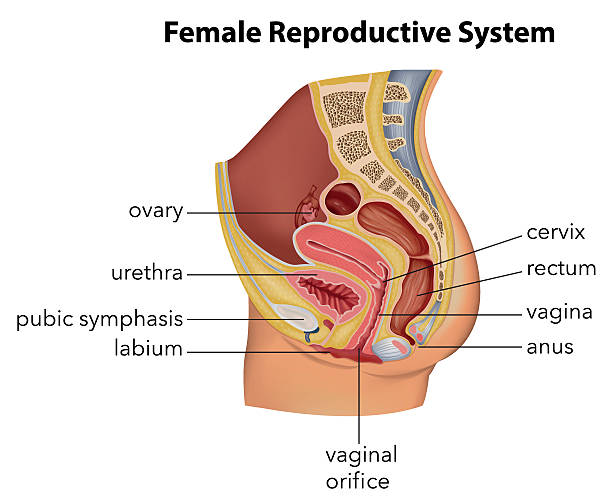 Female Reproductive System
ovary
urethra
pubic symphasis
labium
cervix
rectum
vagina
anus
vaginal
orifice